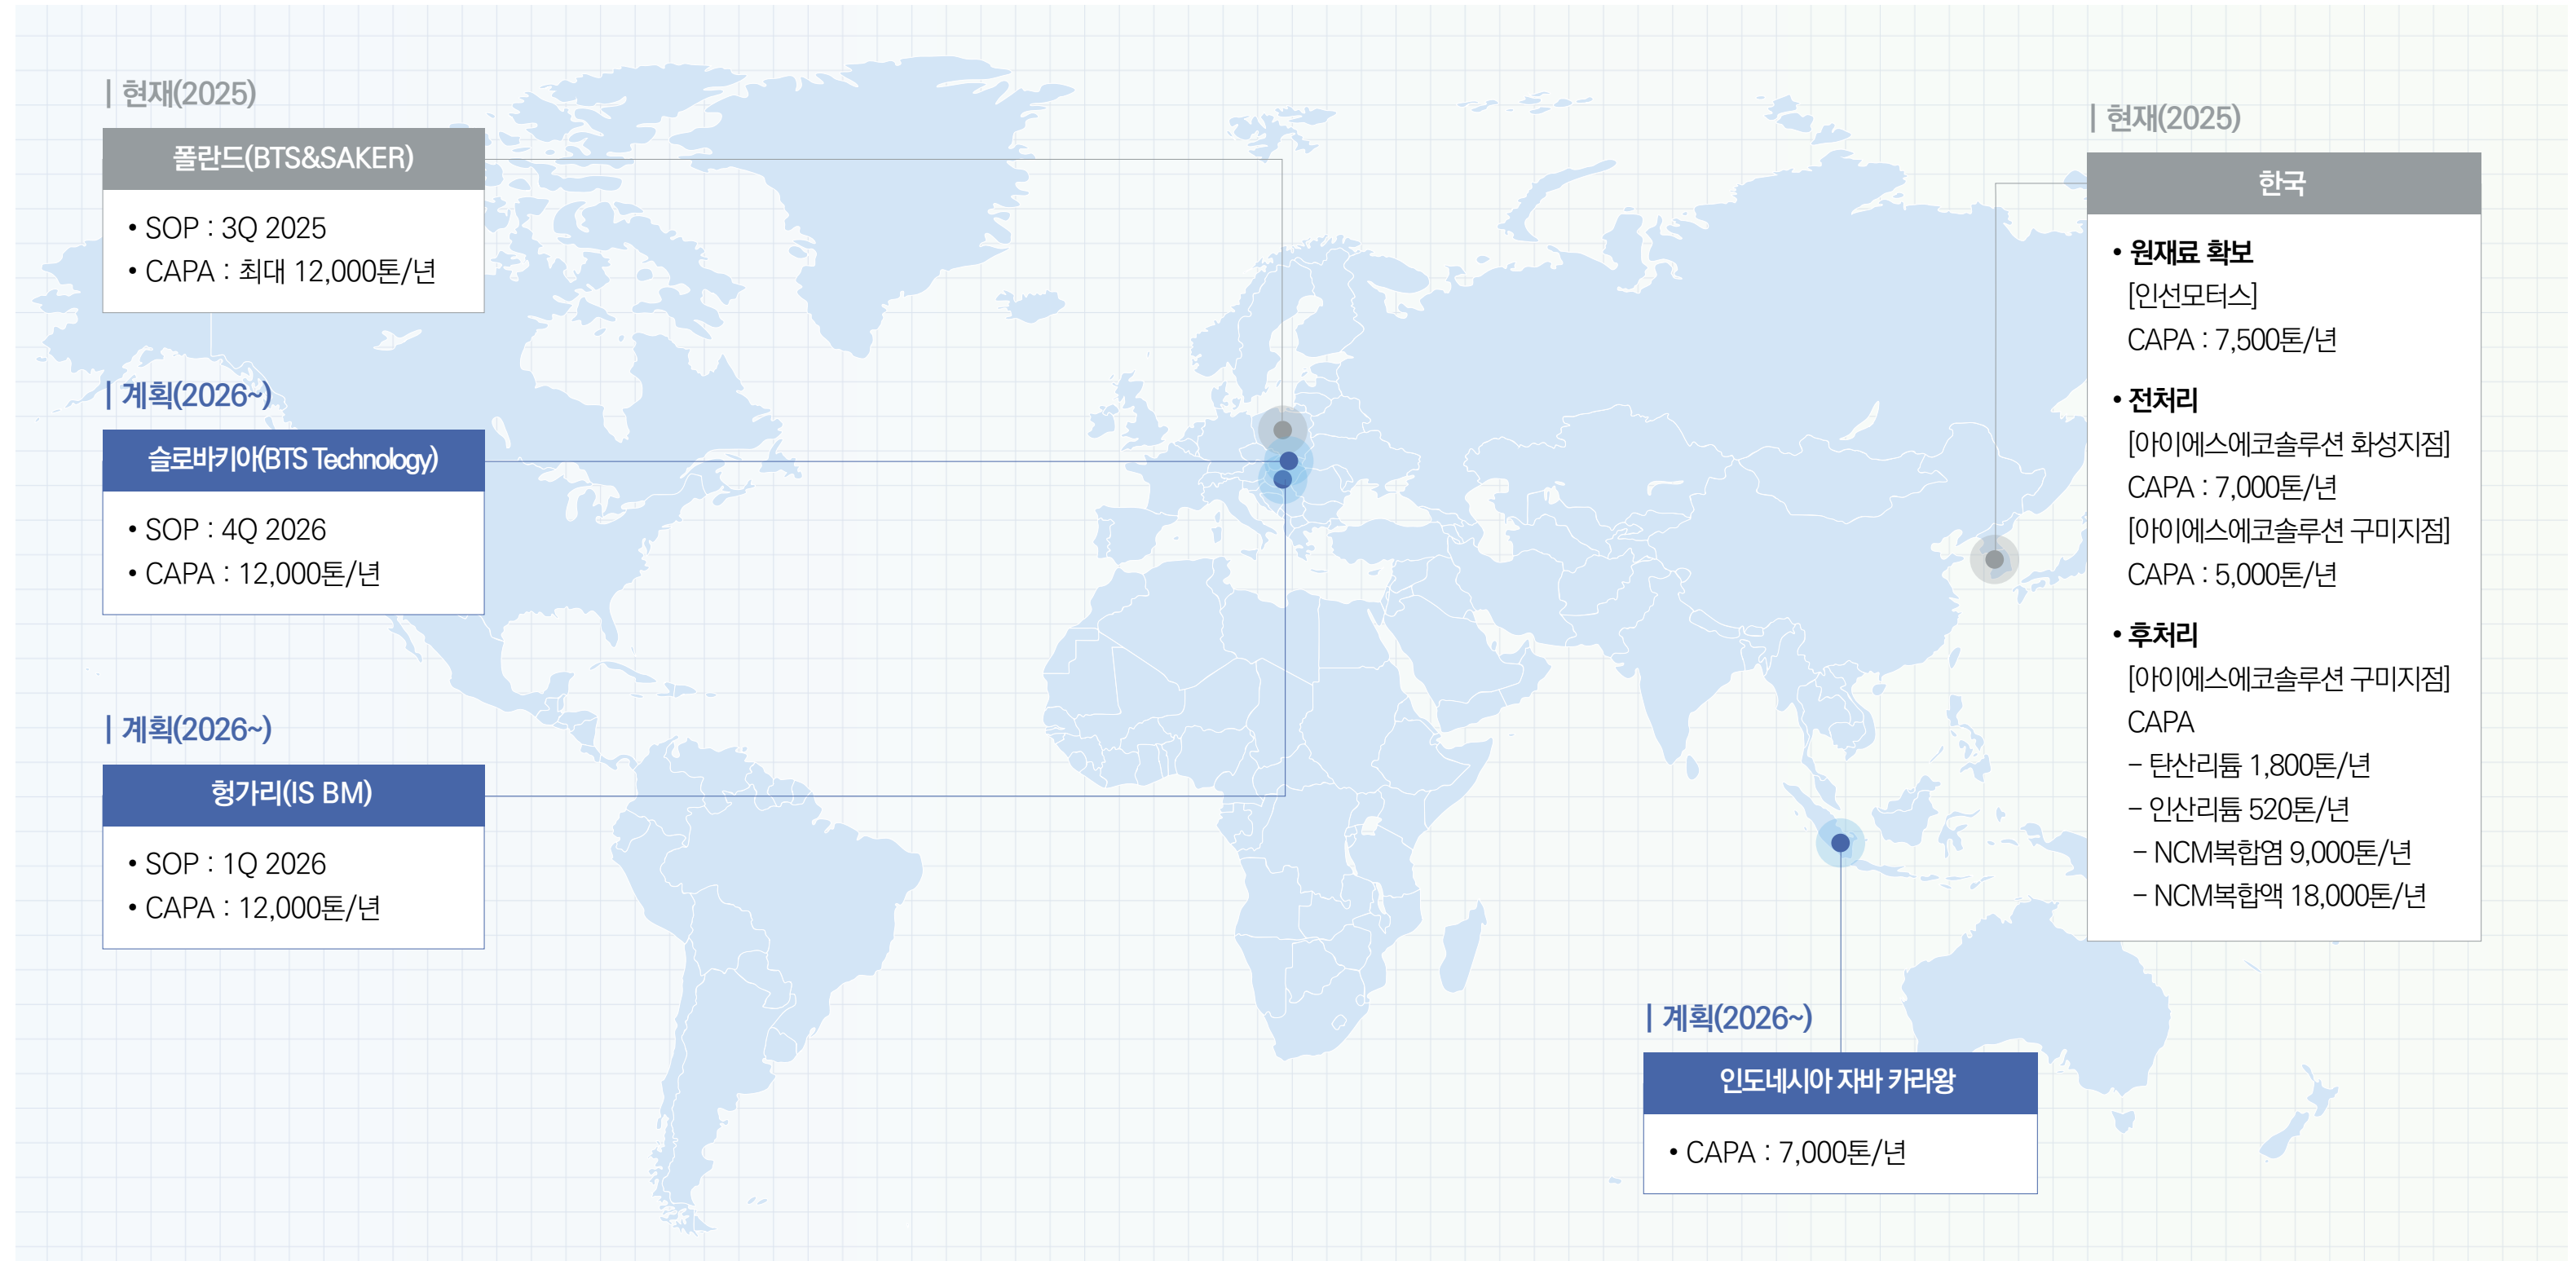 | 현재(2025)
폴란드(BTS&SAKER)
• SOP : 3Q 2025
• CAPA : 최대 12,000톤/년
| 계획(2026~)
슬로바키아(BTS Technology)
• SOP : 4Q 2026
• CAPA : 12,000톤/년
| 계획(2026~)
헝가리(IS BM)
• SOP : 1Q 2026
• CAPA : 12,000톤/년
| 현재(2025)
한국
• 원재료 확보
[인선모터스]
CAPA : 7,500톤/년
• 전처리
[아이에스에코솔루션 화성지점]
CAPA : 7,000톤/년
[아이에스에코솔루션 구미지점]
CAPA : 5,000톤/년
• 후처리
[아이에스에코솔루션 구미지점]
CAPA
– 탄산리튬 1,800톤/년
– 인산리튬 520톤/년
– NCM복합염 9,000톤/년
– NCM복합액 18,000톤/년
| 계획(2026~)
인도네시아 자바 카라왕
• CAPA : 7,000톤/년